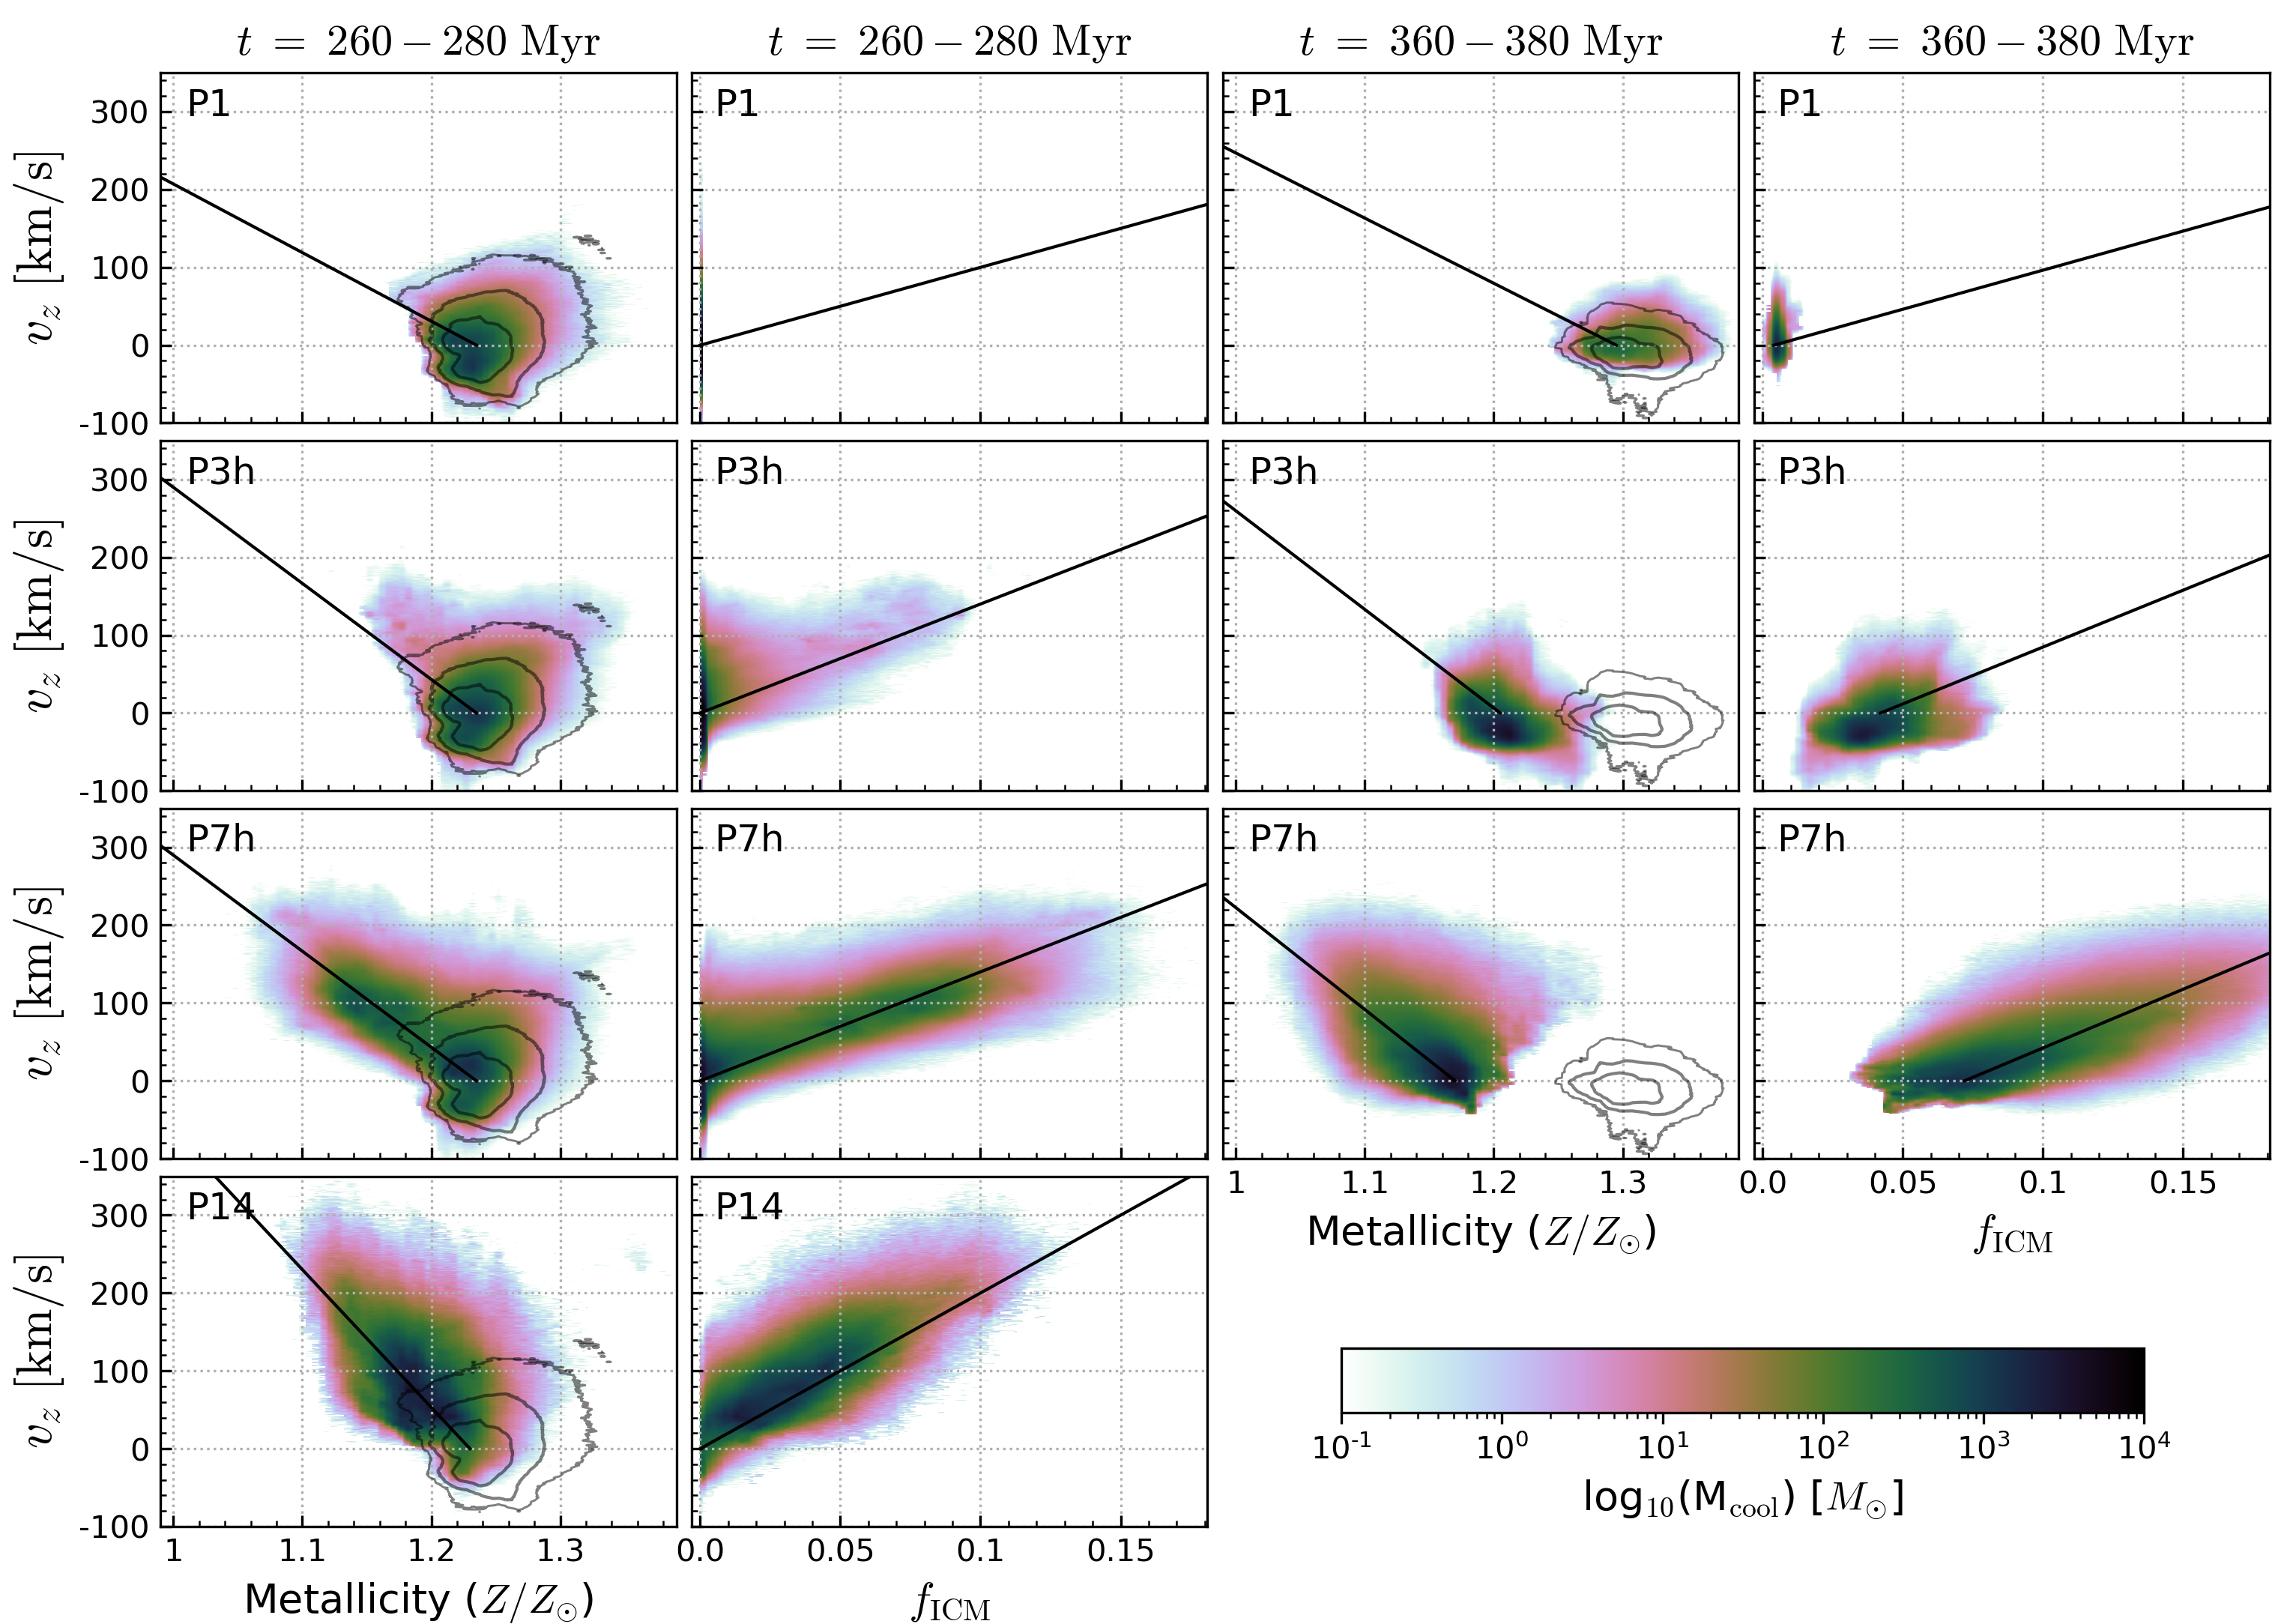 t = 260 − 280 Myr t = 260 − 280 Myr t = 360 − 380 Myr t = 360 − 380 Myr
P1 P1 P1 P1
300
200
100
0
-100
v_z [km/s]
P3h P3h P3h P3h
300
200
100
0
-100
v_z [km/s]
P7h P7h P7h P7h
300
200
100
0
-100
v_z [km/s]
1 1.1 1.2 1.3 0.0 0.05 0.1 0.15
Metallicity (Z/Z⊙) f_ICM
P14 P14
300
200
100
0
-100
v_z [km/s]
1 1.1 1.2 1.3 0.0 0.05 0.1 0.15
Metallicity (Z/Z⊙) f_ICM
10^-1 10^0 10^1 10^2 10^3 10^4
log_10(M_cool) [M⊙]